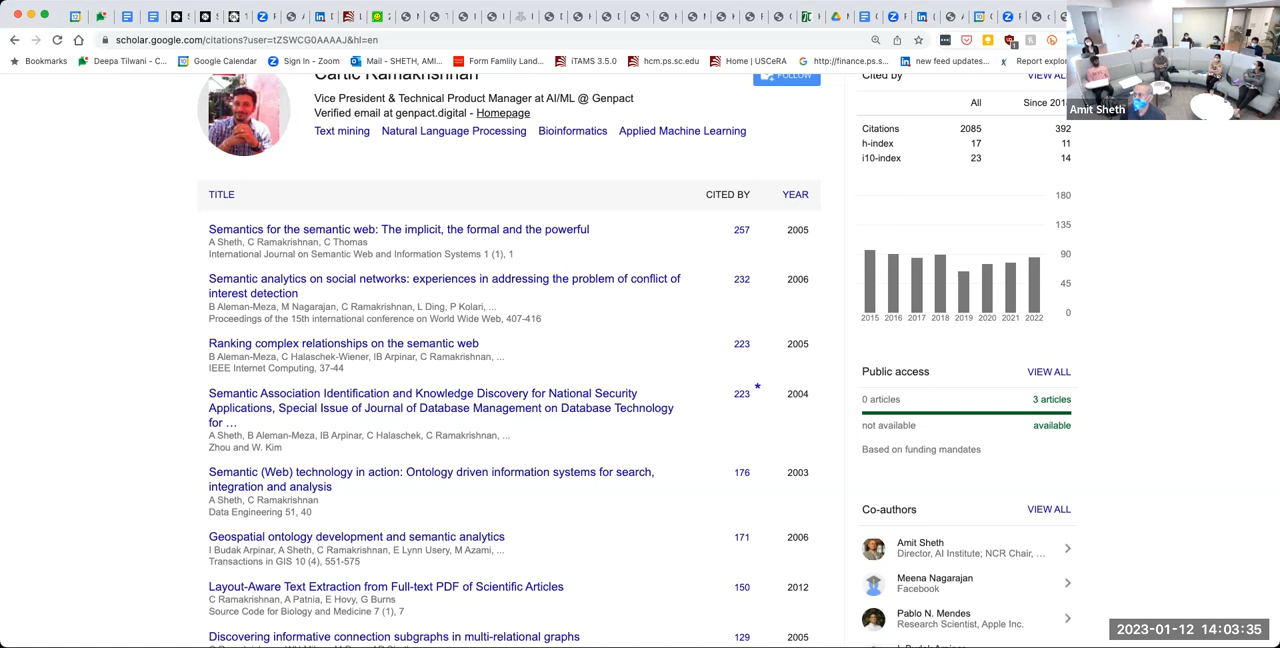 scholar.google.com/citations?user=tZSWCG0AAAAJ&hl=en
Bookmarks
Deepa Tilwani - C...
Google Calendar
Sign In - Zoom
Mail - SHETH, AMI...
Form Familiy Land...
iTAMS 3.5.0
hcm.ps.sc.edu
Home | USCeRA
http://finance.ps...
new feed updates...
Report explor
Amit Sheth
Cartic Ramakrishnan
FOLLOW
Vice President & Technical Product Manager at AI/ML @ Genpact
Verified email at genpact.digital - Homepage
Text mining Natural Language Processing Bioinformatics Applied Machine Learning
TITLE CITED BY YEAR
Semantics for the semantic web: The implicit, the formal and the powerful 257 2005
A Sheth, C Ramakrishnan, C Thomas
International Journal on Semantic Web and Information Systems 1 (1), 1
Semantic analytics on social networks: experiences in addressing the problem of conflict of 232 2006
interest detection
B Aleman-Meza, M Nagarajan, C Ramakrishnan, L Ding, P Kolari, ...
Proceedings of the 15th international conference on World Wide Web, 407-416
Ranking complex relationships on the semantic web 223 2005
B Aleman-Meza, C Halaschek-Wiener, IB Arpinar, C Ramakrishnan, ...
IEEE Internet Computing, 37-44
Semantic Association Identification and Knowledge Discovery for National Security 223 * 2004
Applications, Special Issue of Journal of Database Management on Database Technology
for ...
A Sheth, B Aleman-Meza, IB Arpinar, C Halaschek, C Ramakrishnan, ...
Zhou and W. Kim
Semantic (Web) technology in action: Ontology driven information systems for search, 176 2003
integration and analysis
A Sheth, C Ramakrishnan
Data Engineering 51, 40
Geospatial ontology development and semantic analytics 171 2006
I Budak Arpinar, A Sheth, C Ramakrishnan, E Lynn Usery, M Azami, ...
Transactions in GIS 10 (4), 551-575
Layout-Aware Text Extraction from Full-text PDF of Scientific Articles 150 2012
C Ramakrishnan, A Patnia, E Hovy, G Burns
Source Code for Biology and Medicine 7 (1), 7
Discovering informative connection subgraphs in multi-relational graphs 129 2005
Cited by VIEW ALL
All Since 201
Citations 2085 392
h-index 17 11
i10-index 23 14
180
135
90
45
0
2015 2016 2017 2018 2019 2020 2021 2022
Public access VIEW ALL
0 articles 3 articles
not available available
Based on funding mandates
Co-authors VIEW ALL
Amit Sheth
Director, AI Institute; NCR Chair, ...
Meena Nagarajan
Facebook
Pablo N. Mendes
Research Scientist, Apple Inc.
2023-01-12 14:03:35